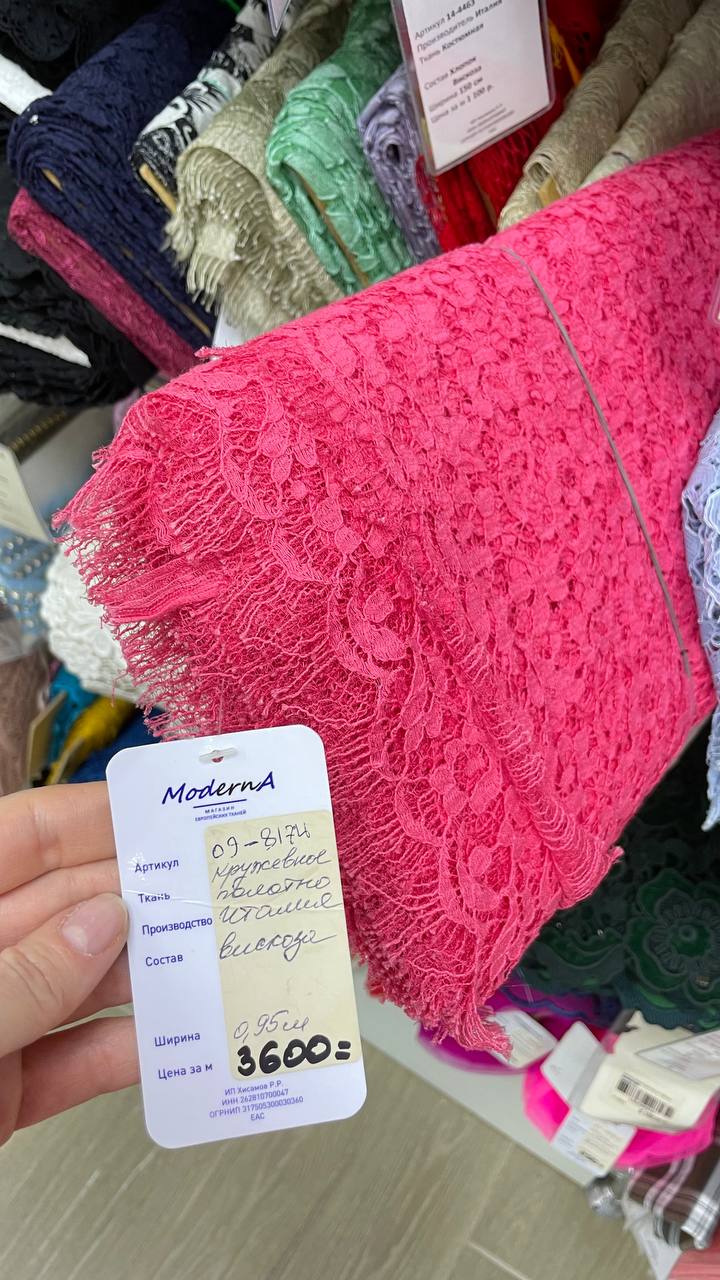 Артикул 14-4463
Производитель Италия
Ткань Костюмная
Состав Хлопок
Вискоза
Ширина 150 см
Цена за м 1 100 р.
ModernA
МАГАЗИН
ЕВРОПЕЙСКИХ ТКАНЕЙ
Артикул 09-8174
Ткань кружевное
полотно
Производство Италия
Состав вискоза
Ширина 0,95м
Цена за м 3600=
ИП Хисамов Р.Р.
ИНН 262810700047
ОГРНИП 317505300030360
EAC